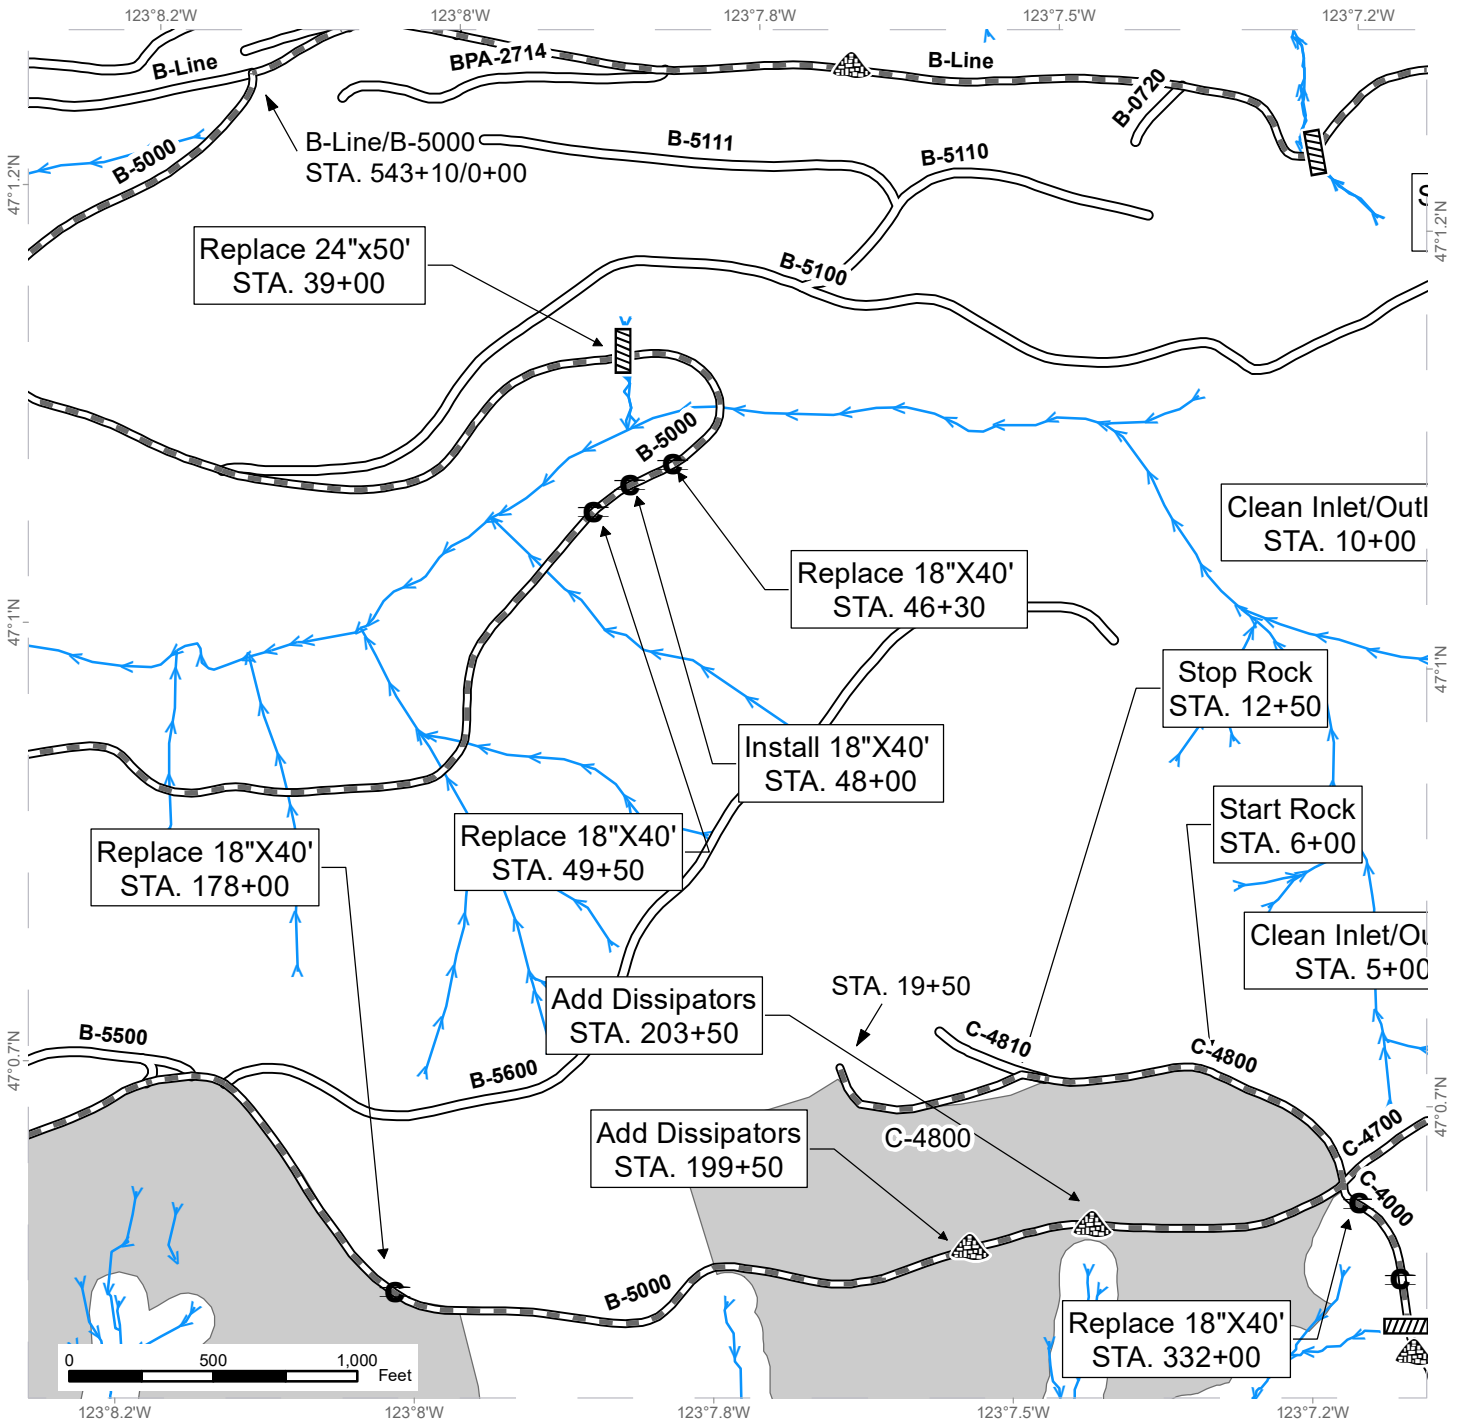 123°8.2'W
123°8'W
123°7.8'W
123°7.5'W
123°7.2'W
B-Line
BPA-2714
B-Line
B-0720
B-5000
B-Line/B-5000
STA. 543+10/0+00
B-5111
B-5110
47°1.2'N
47°1.2'N
Replace 24"x50'
STA. 39+00
B-5100
B-5000
Clean Inlet/Outl
STA. 10+00
Replace 18"X40'
STA. 46+30
47°1'N
47°1'N
Stop Rock
STA. 12+50
Install 18"X40'
STA. 48+00
Start Rock
STA. 6+00
Replace 18"X40'
STA. 178+00
Replace 18"X40'
STA. 49+50
Clean Inlet/Ou
STA. 5+00
Add Dissipators
STA. 203+50
STA. 19+50
B-5500
C-4810
C-4800
B-5600
47°0.7'N
47°0.7'N
Add Dissipators
STA. 199+50
C-4800
C-4700
C-4000
B-5000
Replace 18"X40'
STA. 332+00
0 500 1,000
Feet
123°8.2'W
123°8'W
123°7.8'W
123°7.5'W
123°7.2'W